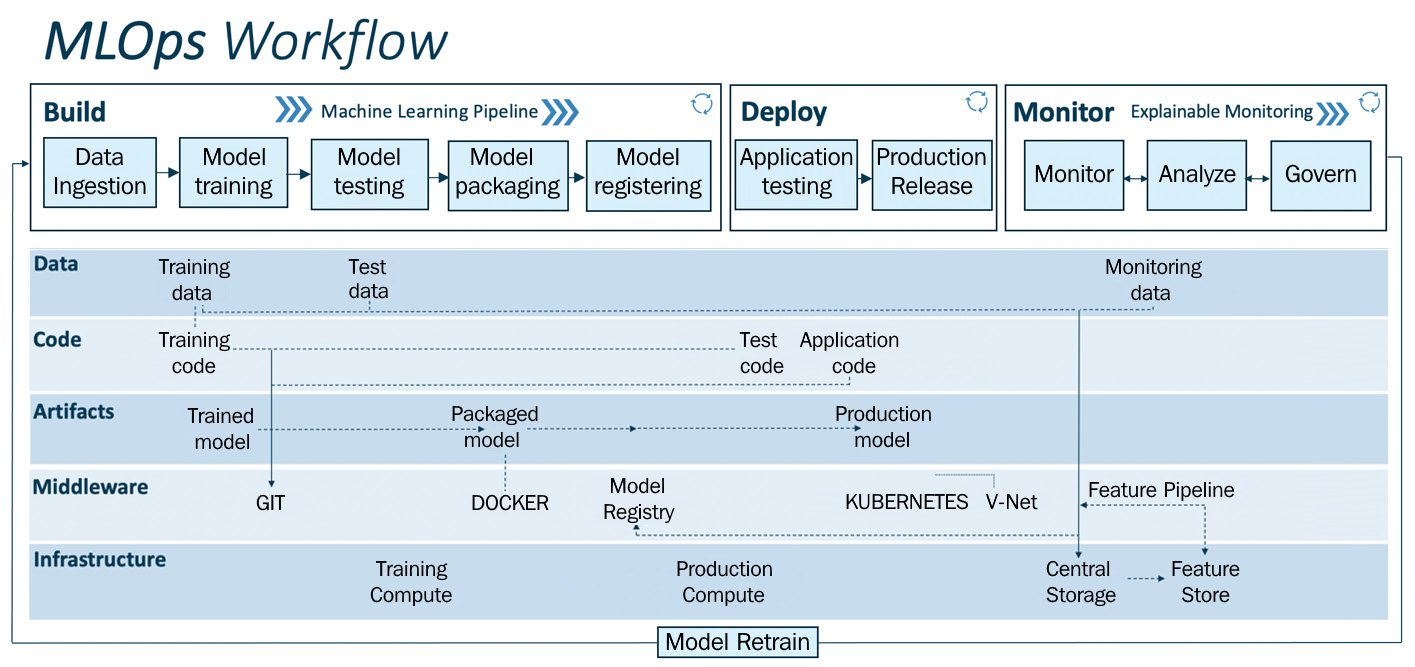 MLOps Workflow
Build
Machine Learning Pipeline
Data
Ingestion
Model
training
Model
testing
Model
packaging
Model
registering
Deploy
Application
testing
Production
Release
Monitor
Explainable Monitoring
Monitor
Analyze
Govern
Data
Training
data
Test
data
Monitoring
data
Code
Training
code
Test
code
Application
code
Artifacts
Trained
model
Packaged
model
Production
model
Middleware
GIT
DOCKER
Model
Registry
KUBERNETES
V-Net
Feature Pipeline
Infrastructure
Training
Compute
Production
Compute
Central
Storage
Feature
Store
Model Retrain